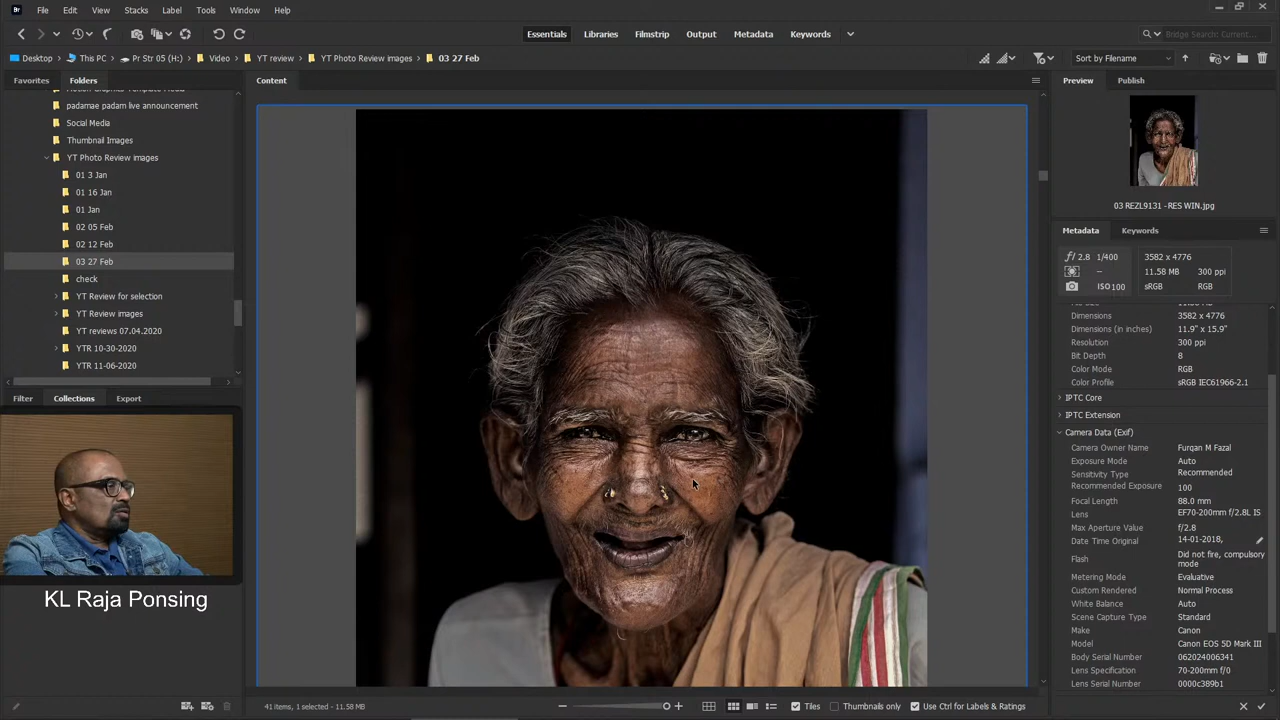 Br File Edit View Stacks Label Tools Window Help
Essentials Libraries Filmstrip Output Metadata Keywords Bridge Search: Current...
Desktop This PC Pr Str 05 (H:) Video YT review YT Photo Review images 03 27 Feb Sort by Filename
Favorites Folders
padamae padam live announcement
Social Media
Thumbnail Images
YT Photo Review images
01 3 Jan
01 16 Jan
01 Jan
02 05 Feb
02 12 Feb
03 27 Feb
check
YT Review for selection
YT Review images
YT reviews 07.04.2020
YTR 10-30-2020
YTR 11-06-2020
Filter Collections Export
KL Raja Ponsing
Content
41 items, 1 selected - 11.58 MB
Tiles Thumbnails only Use Ctrl for Labels & Ratings
Preview Publish
03 REZL9131 -RES WIN.jpg
Metadata Keywords
f/ 2.8 1/400 3582 x 4776
-- 11.58 MB 300 ppi
ISO100 sRGB RGB
Dimensions 3582 x 4776
Dimensions (in inches) 11.9" x 15.9"
Resolution 300 ppi
Bit Depth 8
Color Mode RGB
Color Profile sRGB IEC61966-2.1
IPTC Core
IPTC Extension
Camera Data (Exif)
Camera Owner Name Furqan M Fazal
Exposure Mode Auto
Sensitivity Type Recommended
Recommended Exposure 100
Focal Length 88.0 mm
Lens EF70-200mm f/2.8L IS
Max Aperture Value f/2.8
Date Time Original 14-01-2018,
Flash Did not fire, compulsory mode
Metering Mode Evaluative
Custom Rendered Normal Process
White Balance Auto
Scene Capture Type Standard
Make Canon
Model Canon EOS 5D Mark III
Body Serial Number 062024006341
Lens Specification 70-200mm f/0
Lens Serial Number 0000c389b1